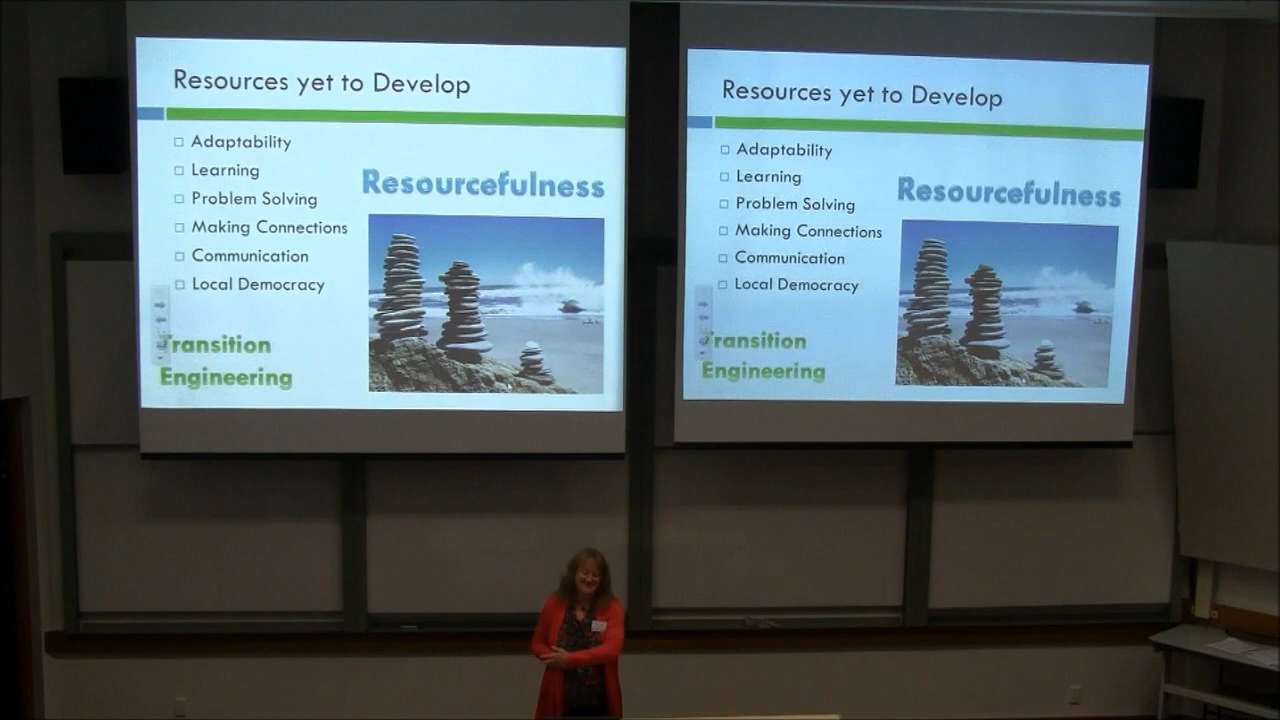 Resources yet to Develop
Adaptability
Learning
Problem Solving
Making Connections
Communication
Local Democracy
Resourcefulness
Transition
Engineering
Resources yet to Develop
Adaptability
Learning
Problem Solving
Making Connections
Communication
Local Democracy
Resourcefulness
Transition
Engineering